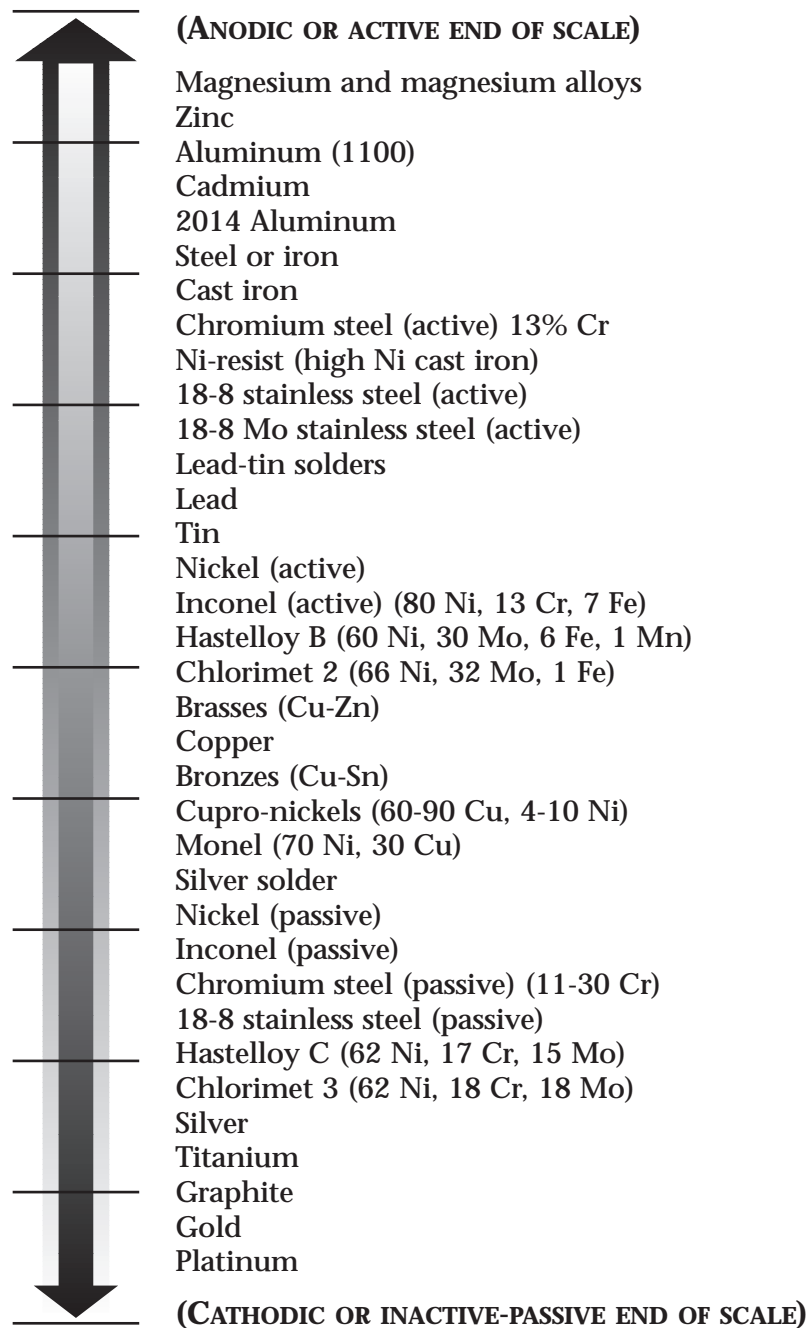 (ANODIC OR ACTIVE END OF SCALE)
Magnesium and magnesium alloys
Zinc
Aluminum (1100)
Cadmium
2014 Aluminum
Steel or iron
Cast iron
Chromium steel (active) 13% Cr
Ni-resist (high Ni cast iron)
18-8 stainless steel (active)
18-8 Mo stainless steel (active)
Lead-tin solders
Lead
Tin
Nickel (active)
Inconel (active) (80 Ni, 13 Cr, 7 Fe)
Hastelloy B (60 Ni, 30 Mo, 6 Fe, 1 Mn)
Chlorimet 2 (66 Ni, 32 Mo, 1 Fe)
Brasses (Cu-Zn)
Copper
Bronzes (Cu-Sn)
Cupro-nickels (60-90 Cu, 4-10 Ni)
Monel (70 Ni, 30 Cu)
Silver solder
Nickel (passive)
Inconel (passive)
Chromium steel (passive) (11-30 Cr)
18-8 stainless steel (passive)
Hastelloy C (62 Ni, 17 Cr, 15 Mo)
Chlorimet 3 (62 Ni, 18 Cr, 18 Mo)
Silver
Titanium
Graphite
Gold
Platinum
(CATHODIC OR INACTIVE-PASSIVE END OF SCALE)